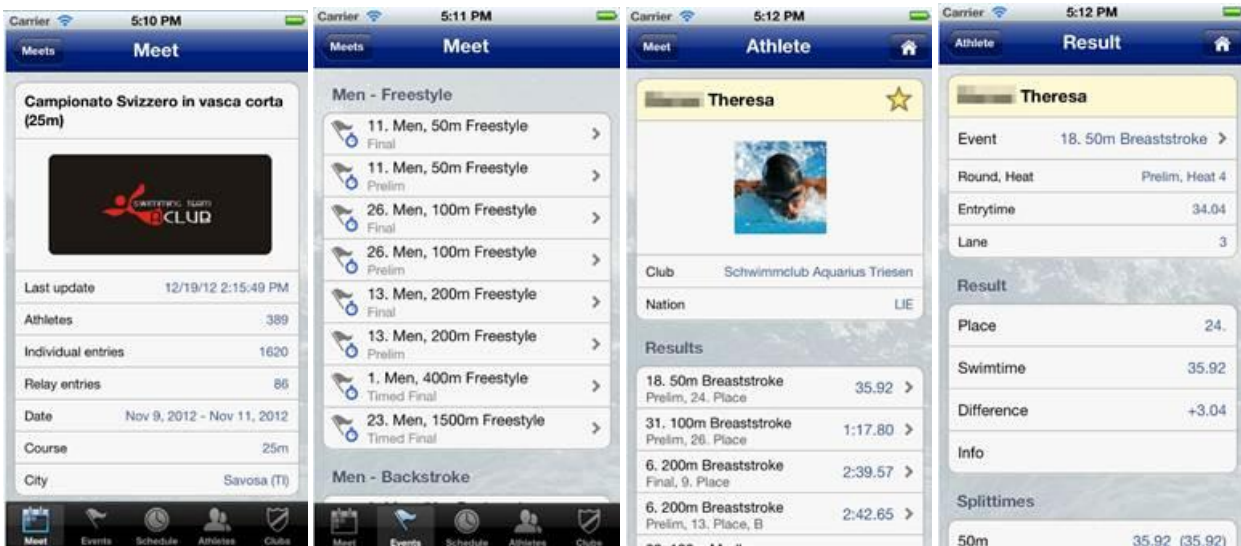 Carrier 5:10 PM
Meets Meet
Campionato Svizzero in vasca corta
(25m)
SWIMMING TEAM
CLUB
Last update 12/19/12 2:15:49 PM
Athletes 389
Individual entries 1620
Relay entries 86
Date Nov 9, 2012 - Nov 11, 2012
Course 25m
City Savosa (TI)
Meet Events Schedule Athletes Clubs
Carrier 5:11 PM
Meets Meet
Men - Freestyle
11. Men, 50m Freestyle
Final
11. Men, 50m Freestyle
Prelim
26. Men, 100m Freestyle
Final
26. Men, 100m Freestyle
Prelim
13. Men, 200m Freestyle
Final
13. Men, 200m Freestyle
Prelim
1. Men, 400m Freestyle
Timed Final
23. Men, 1500m Freestyle
Timed Final
Men - Backstroke
Meet Events Schedule Athletes Clubs
Carrier 5:12 PM
Meet Athlete
Theresa
Club Schwimmclub Aquarius Triesen
Nation LIE
Results
18. 50m Breaststroke 35.92
Prelim, 24. Place
31. 100m Breaststroke 1:17.80
Prelim, 26. Place
6. 200m Breaststroke 2:39.57
Final, 9. Place
6. 200m Breaststroke 2:42.65
Prelim, 13. Place, B
Carrier 5:12 PM
Athlete Result
Theresa
Event 18. 50m Breaststroke
Round, Heat Prelim, Heat 4
Entrytime 34.04
Lane 3
Result
Place 24.
Swimtime 35.92
Difference +3.04
Info
Splittimes
50m 35.92 (35.92)